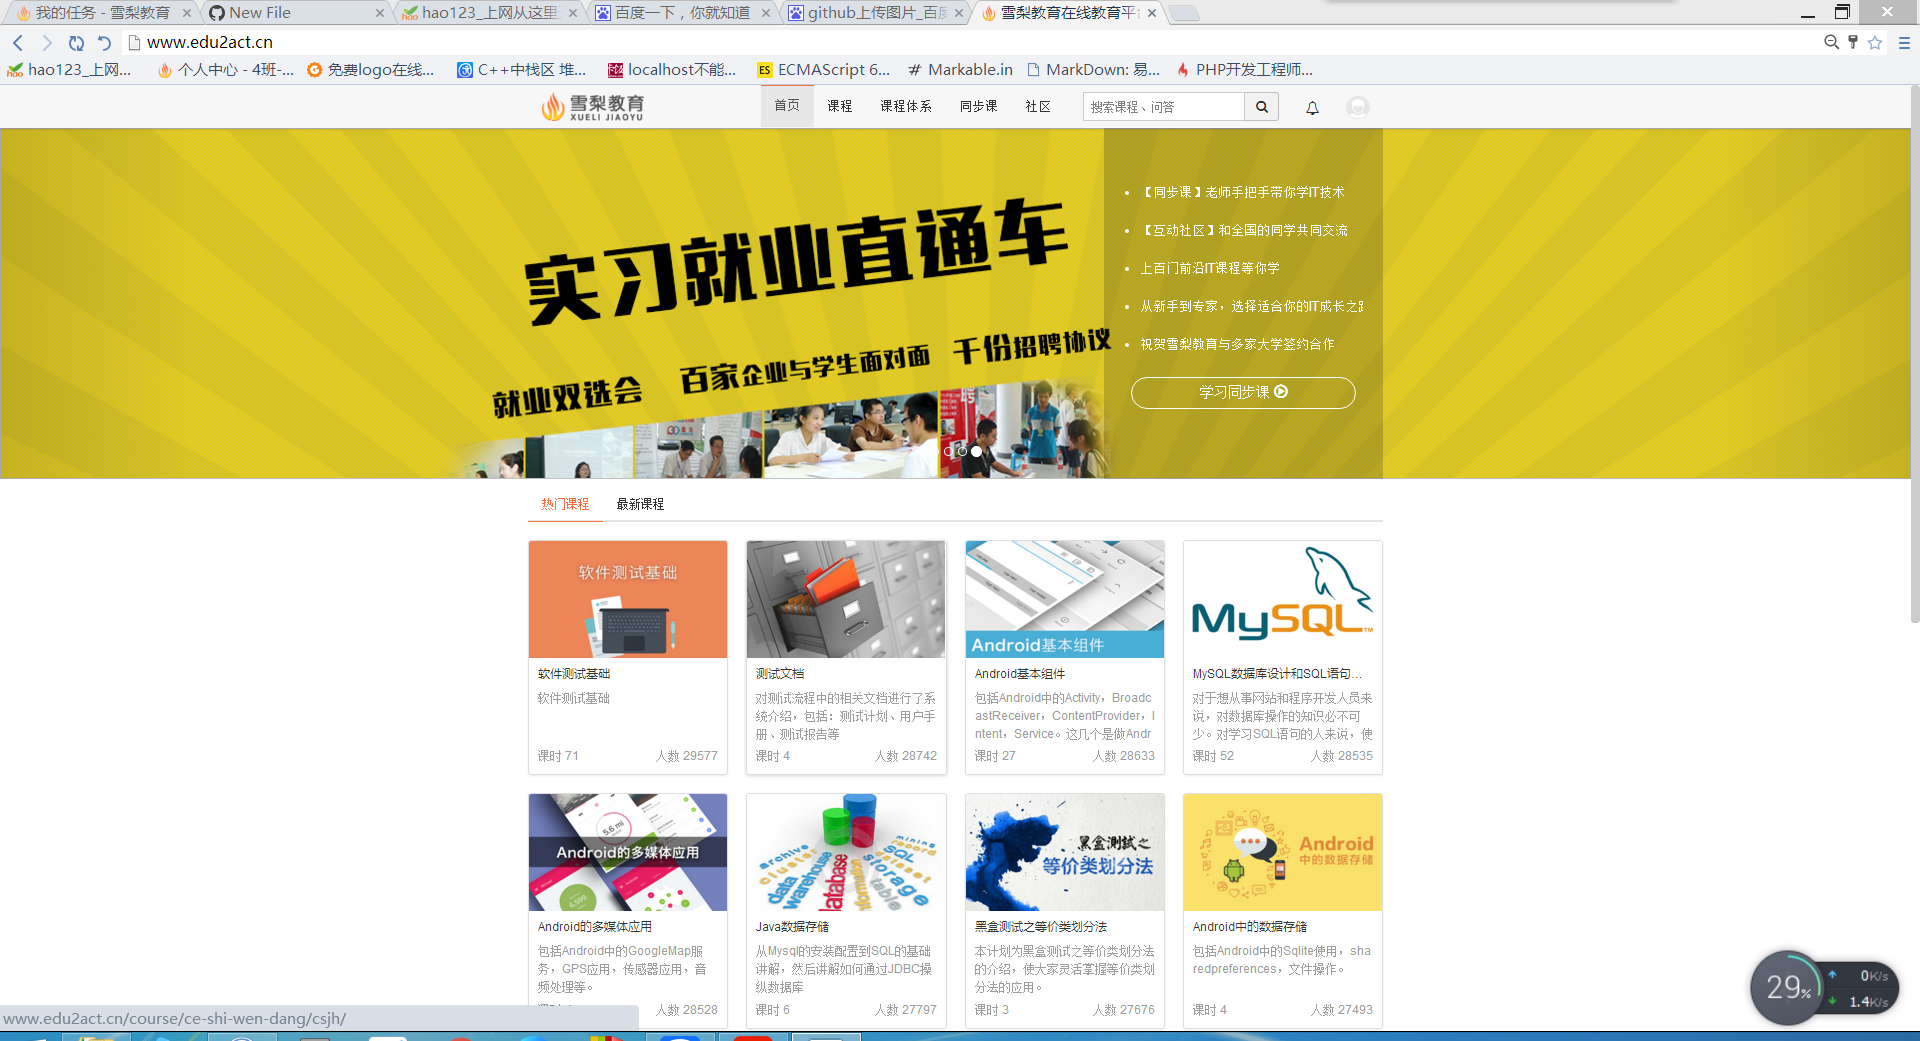 我的任务 - 雪梨教育
New File
hao123_上网从这里
百度一下，你就知道
github上传图片_百度
雪梨教育在线教育平台
www.edu2act.cn
hao123_上网...
个人中心 - 4班-...
免费logo在线...
C++中栈区 堆...
localhost不能...
ES
ECMAScript 6...
Markable.in
MarkDown: 易...
PHP开发工程师...
雪梨教育
XUELI JIAOYU
首页
课程
课程体系
同步课
社区
搜索课程、问答
实习就业直通车
就业双选会
百家企业与学生面对面
千份招聘协议
【同步课】老师手把手带你学IT技术
【互动社区】和全国的同学共同交流
上百门前沿IT课程等你学
从新手到专家，选择适合你的IT成长之路
祝贺雪梨教育与多家大学签约合作
学习同步课
热门课程
最新课程
软件测试基础
Android基本组件
MySQL
软件测试基础
软件测试基础
课时 71
人数 29577
测试文档
对测试流程中的相关文档进行了系
统介绍，包括：测试计划、用户手
册、测试报告等
课时 4
人数 28742
Android基本组件
包括Android中的Activity，Broadc
astReceiver，ContentProvider，I
ntent，Service。这几个是做Andr
课时 27
人数 28633
MySQL数据库设计和SQL语句...
对于想从事网站和程序开发人员来
说，对数据库操作的知识必不可
少。对学习SQL语句的人来说，使
课时 52
人数 28535
5.6 mi
Android的多媒体应用
6,599
archive
cluster
data
warehouse
database
mining
record
SQL
asset
storage
table
黑盒测试之
等价类划分法
Android
中的数据存储
Android的多媒体应用
包括Android中的GoogleMap服
务，GPS应用，传感器应用，音
频处理等。
人数 28528
Java数据存储
从Mysql的安装配置到SQL的基础
讲解，然后讲解如何通过JDBC操
纵数据库
课时 6
人数 27797
黑盒测试之等价类划分法
本计划为黑盒测试之等价类划分法
的介绍，使大家灵活掌握等价类划
分法的应用。
课时 3
人数 27676
Android中的数据存储
包括Android中的Sqlite使用，sha
redpreferences，文件操作。
课时 4
人数 27493
29%
0K/s
1.4K/s
www.edu2act.cn/course/ce-shi-wen-dang/csjh/